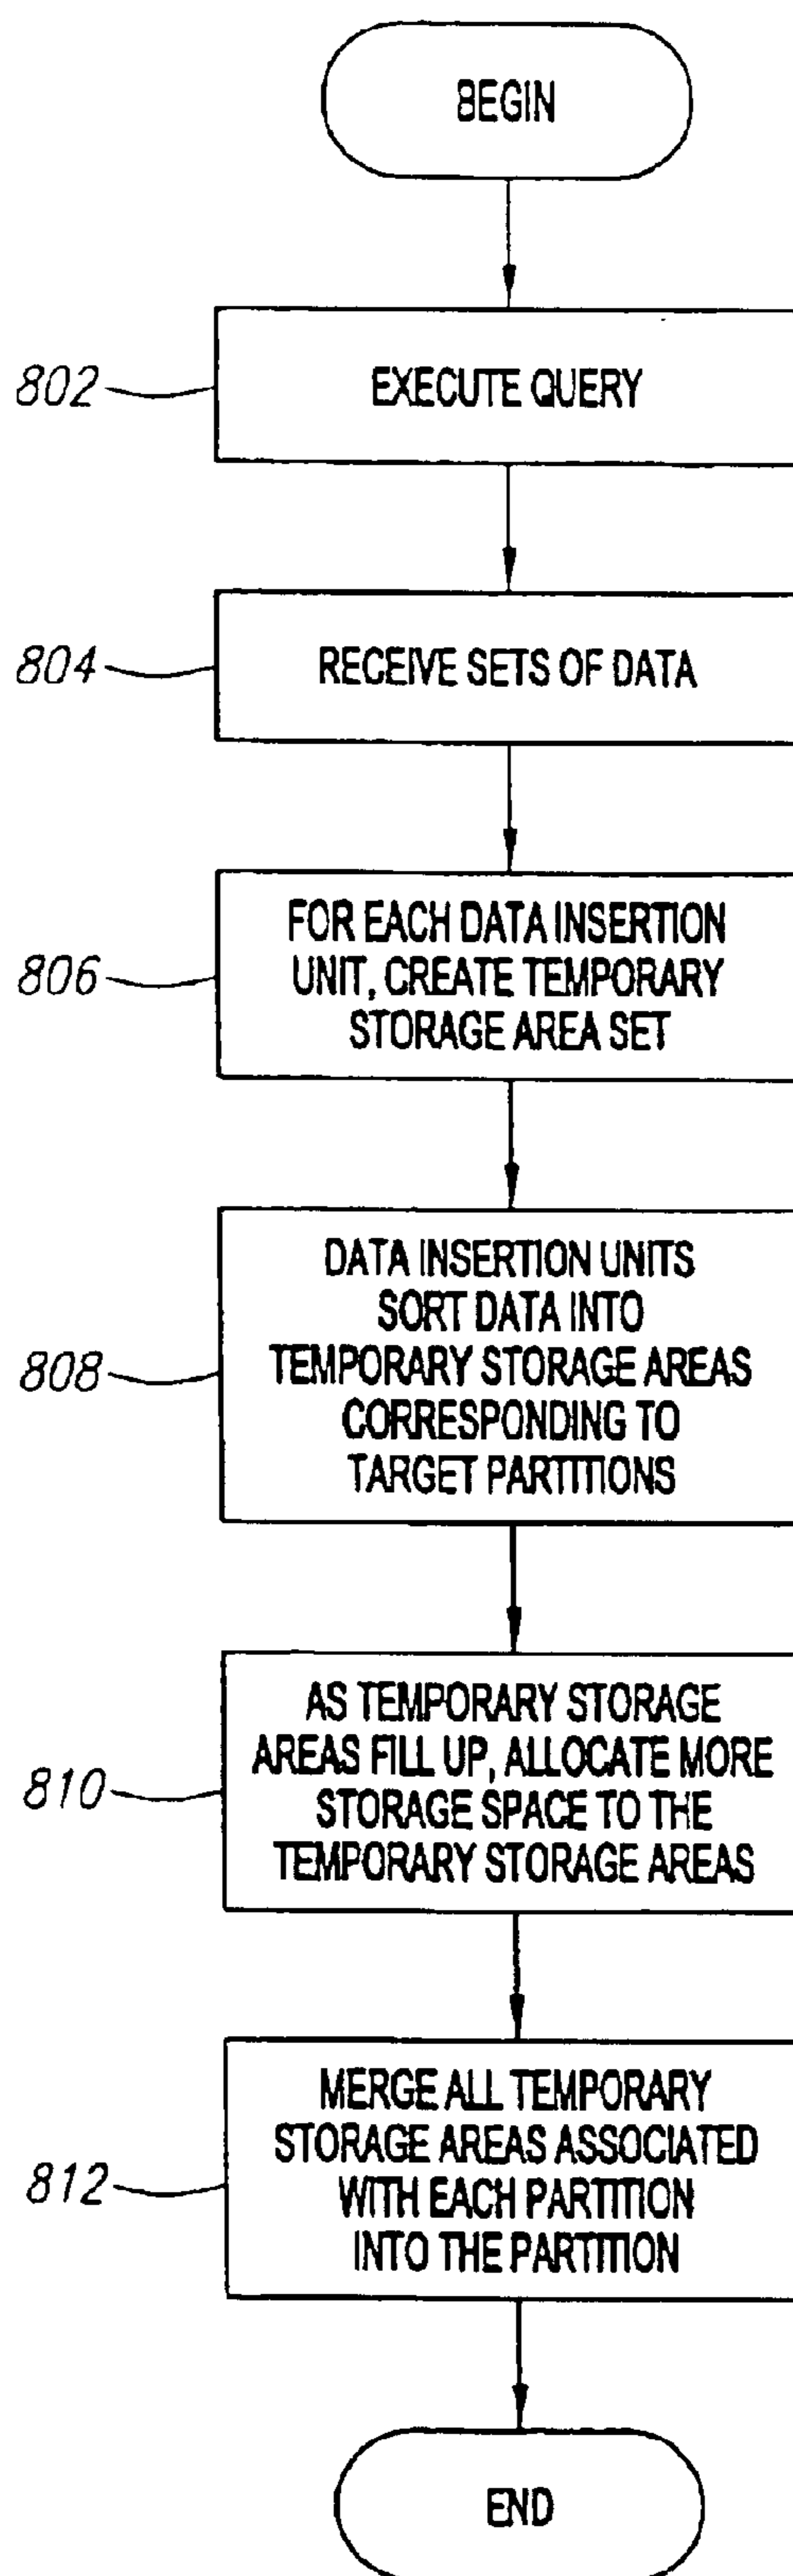 BEGIN
802
EXECUTE QUERY
804
RECEIVE SETS OF DATA
806
FOR EACH DATA INSERTION
UNIT, CREATE TEMPORARY
STORAGE AREA SET
808
DATA INSERTION UNITS
SORT DATA INTO
TEMPORARY STORAGE AREAS
CORRESPONDING TO
TARGET PARTITIONS
810
AS TEMPORARY STORAGE
AREAS FILL UP, ALLOCATE MORE
STORAGE SPACE TO THE
TEMPORARY STORAGE AREAS
812
MERGE ALL TEMPORARY
STORAGE AREAS ASSOCIATED
WITH EACH PARTITION
INTO THE PARTITION
END